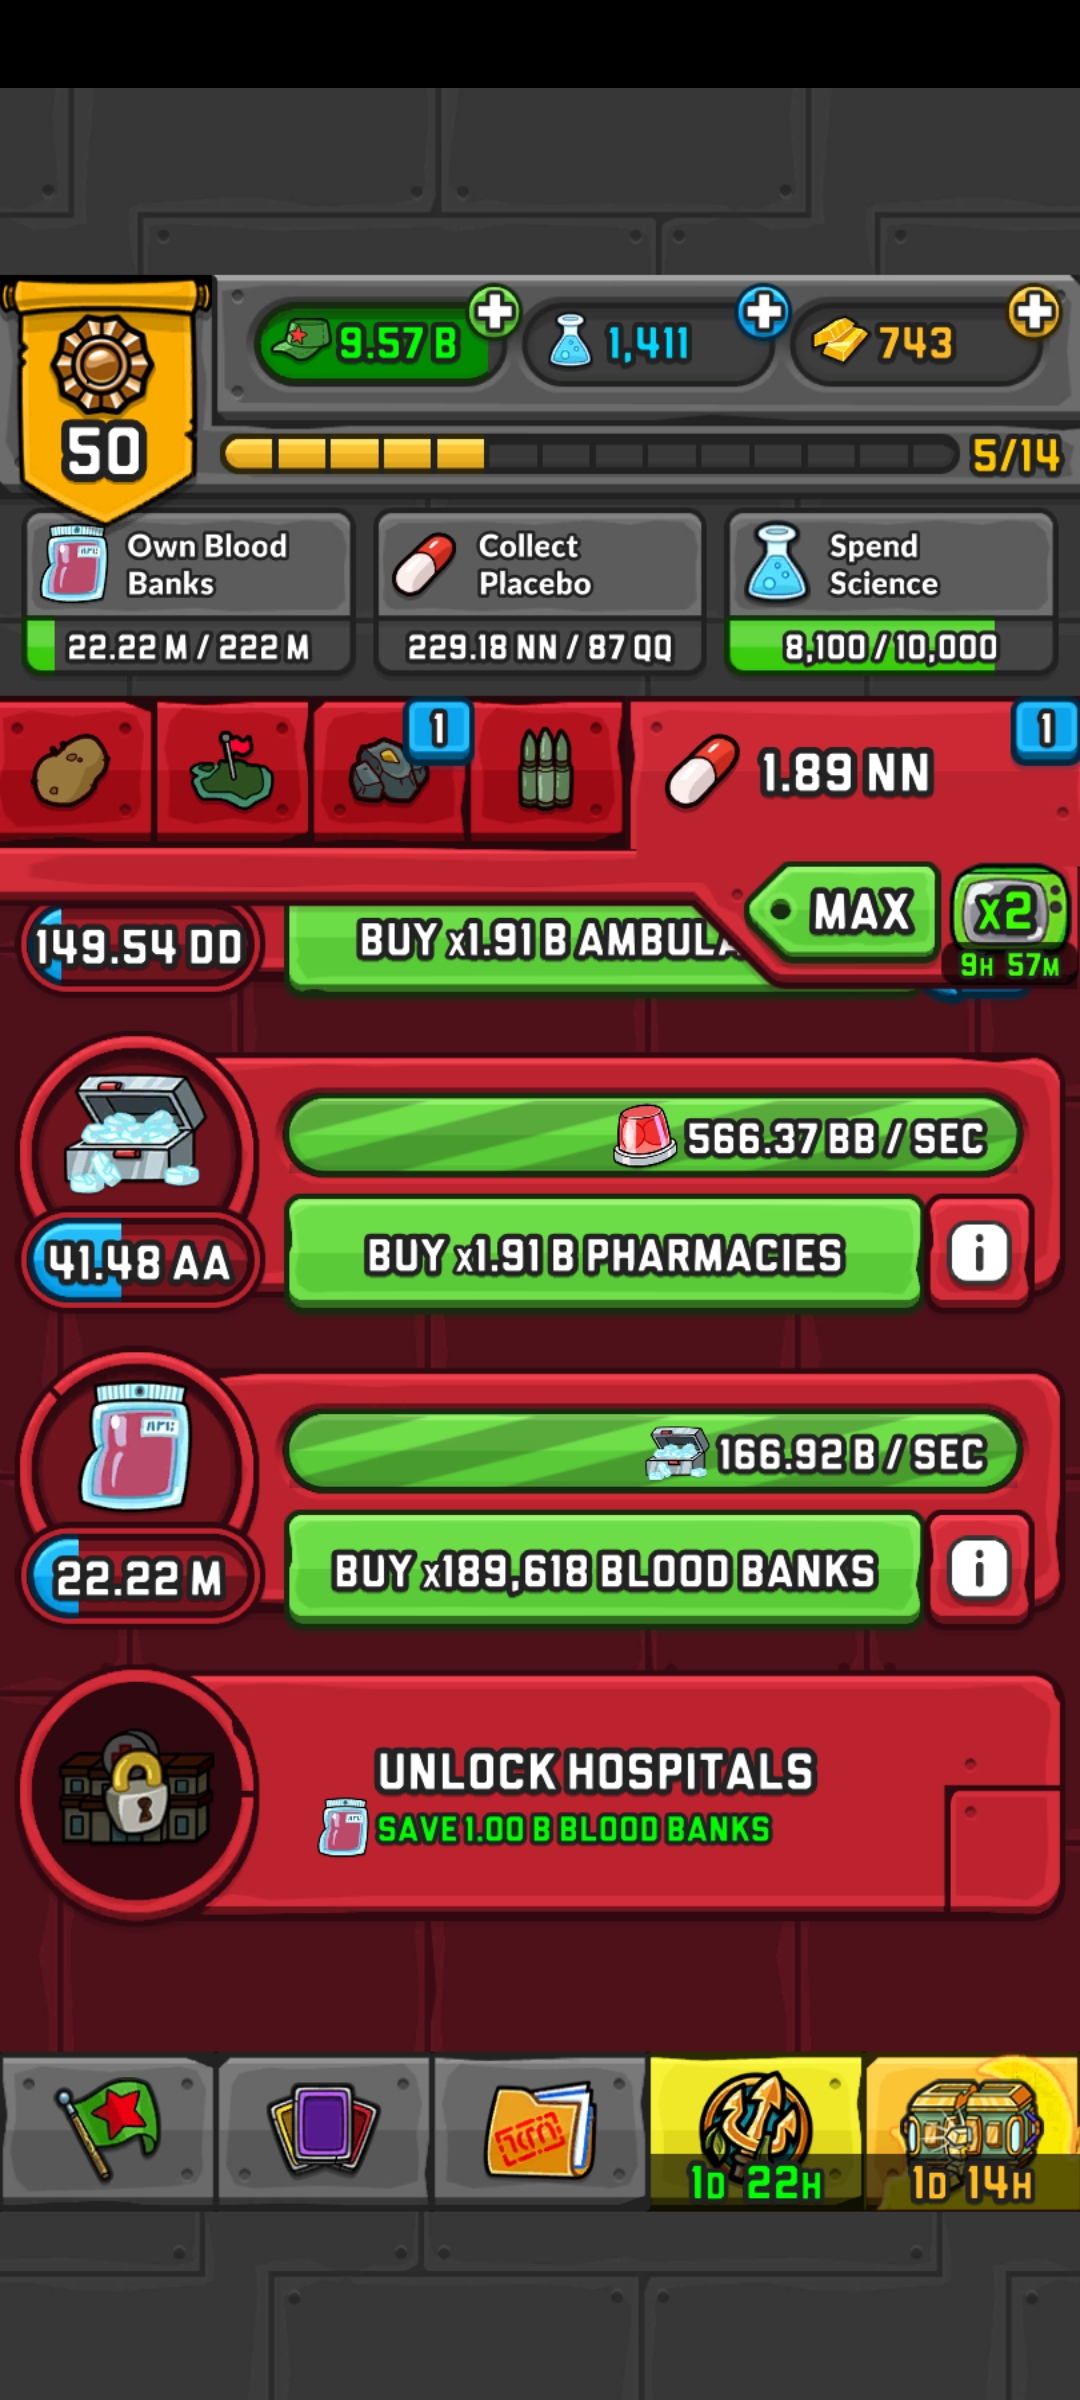 9.57 B
1,411
743
50
5/14
Own Blood
Banks
Collect
Placebo
Spend
Science
22.22 M / 222 M
229.18 NN / 87 QQ
8,100 / 10,000
1
1
1.89 NN
MAX
x2
9H 57M
149.54 DD
BUY x1.91 B AMBULA
566.37 BB / SEC
41.48 AA
BUY x1.91 B PHARMACIES
i
166.92 B / SEC
22.22 M
BUY x189,618 BLOOD BANKS
i
UNLOCK HOSPITALS
SAVE 1.00 B BLOOD BANKS
1D 22H
1D 14H